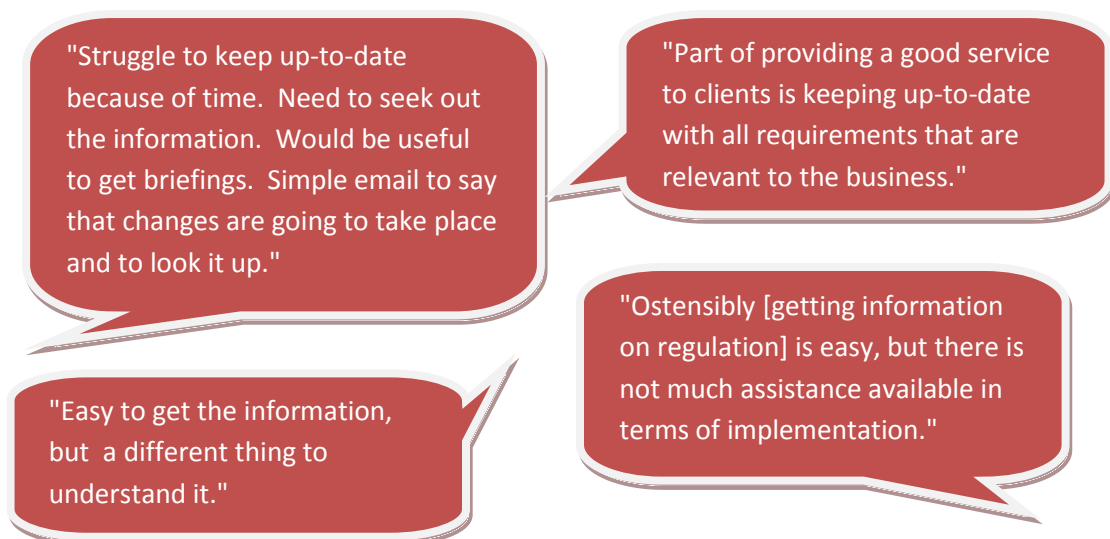 "Struggle to keep up-to-date
because of time.  Need to seek out
the information.  Would be useful
to get briefings.  Simple email to say
that changes are going to take place
and to look it up."
"Part of providing a good service
to clients is keeping up-to-date
with all requirements that are
relevant to the business."
"Easy to get the information,
but  a different thing to
understand it."
"Ostensibly [getting information
on regulation] is easy, but there is
not much assistance available in
terms of implementation."